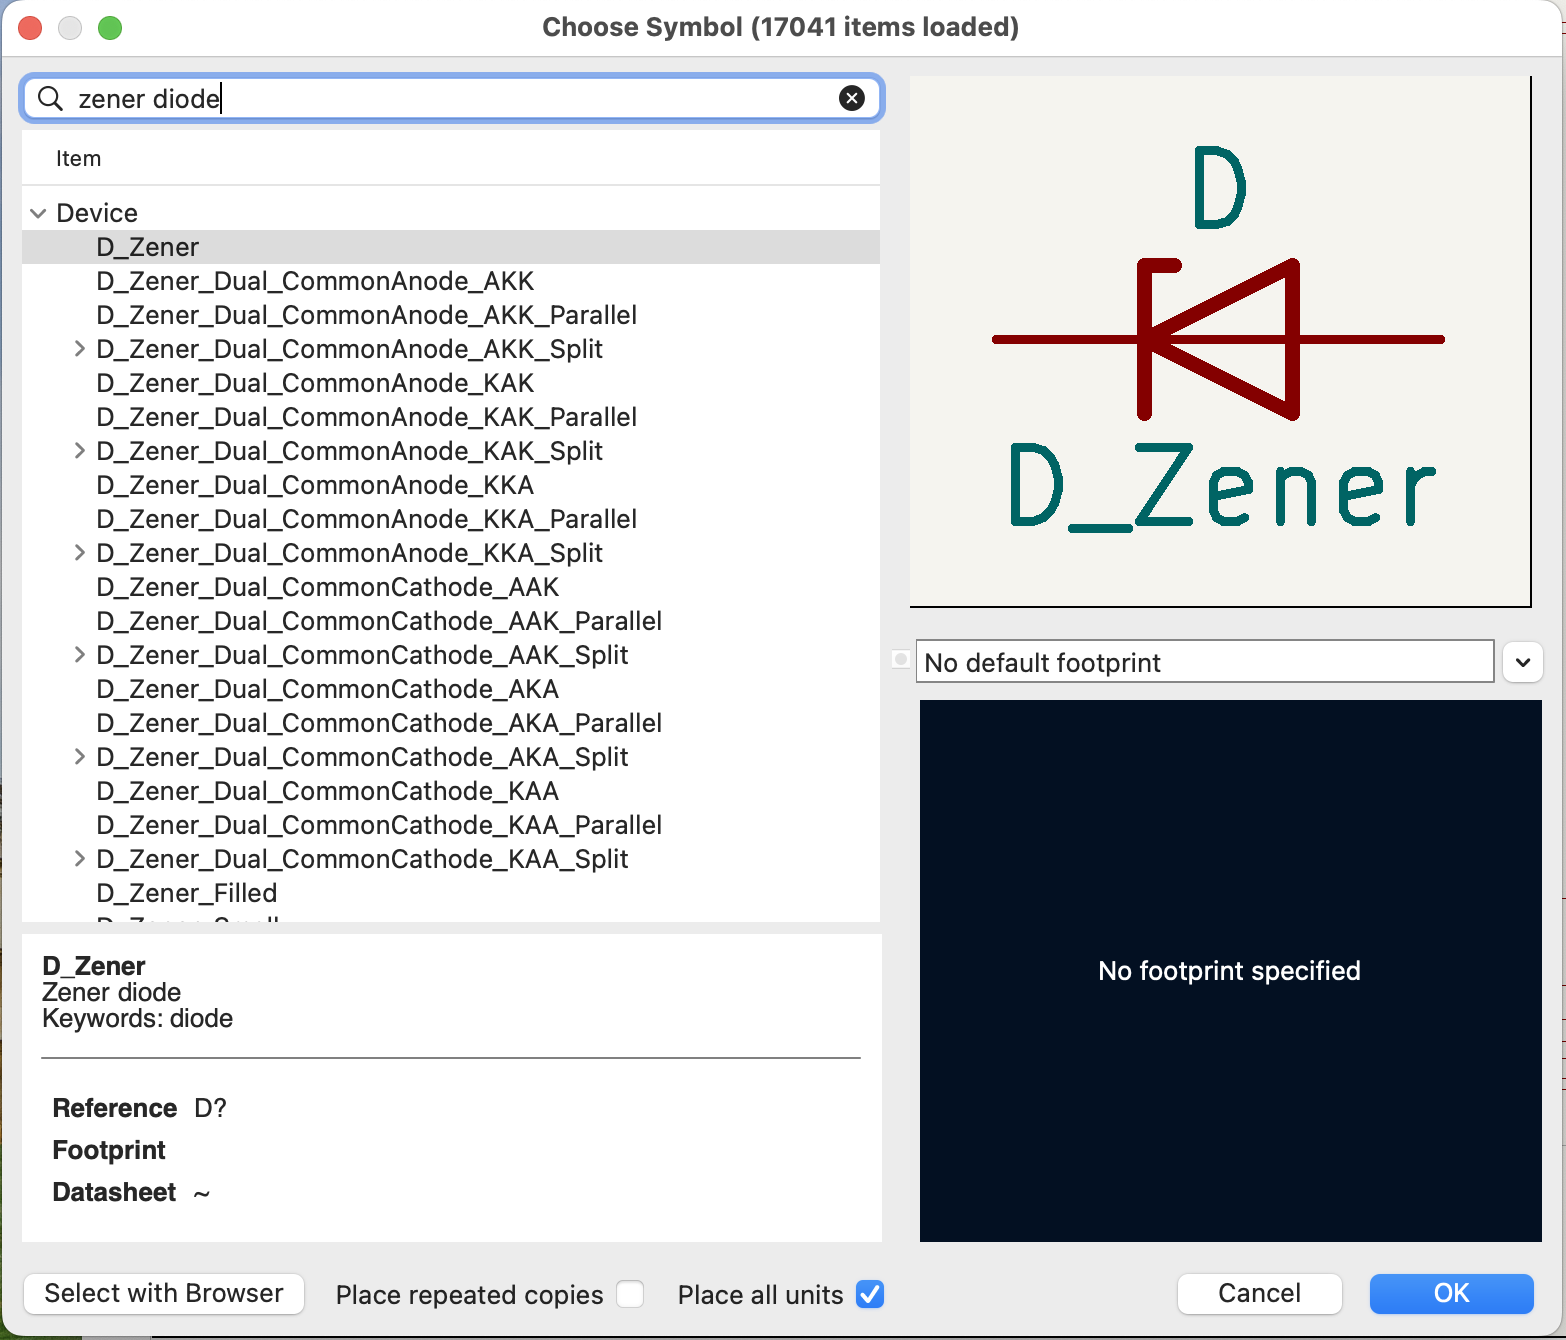 Choose Symbol (17041 items loaded)
zener diode
Item
Device
D_Zener
D_Zener_Dual_CommonAnode_AKK
D_Zener_Dual_CommonAnode_AKK_Parallel
D_Zener_Dual_CommonAnode_AKK_Split
D_Zener_Dual_CommonAnode_KAK
D_Zener_Dual_CommonAnode_KAK_Parallel
D_Zener_Dual_CommonAnode_KAK_Split
D_Zener_Dual_CommonAnode_KKA
D_Zener_Dual_CommonAnode_KKA_Parallel
D_Zener_Dual_CommonAnode_KKA_Split
D_Zener_Dual_CommonCathode_AAK
D_Zener_Dual_CommonCathode_AAK_Parallel
D_Zener_Dual_CommonCathode_AAK_Split
D_Zener_Dual_CommonCathode_AKA
D_Zener_Dual_CommonCathode_AKA_Parallel
D_Zener_Dual_CommonCathode_AKA_Split
D_Zener_Dual_CommonCathode_KAA
D_Zener_Dual_CommonCathode_KAA_Parallel
D_Zener_Dual_CommonCathode_KAA_Split
D_Zener_Filled
D_Zener
Zener diode
Keywords: diode
Reference D?
Footprint
Datasheet ~
D
D_Zener
No default footprint
No footprint specified
Select with Browser
Place repeated copies
Place all units
Cancel
OK